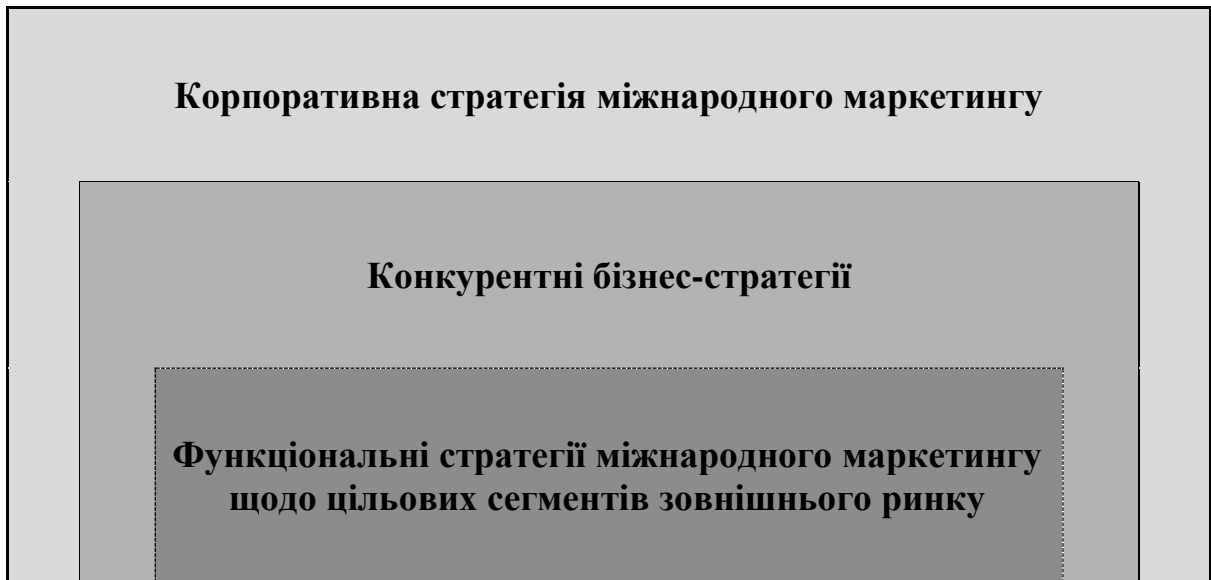 Корпоративна стратегія міжнародного маркетингу
Конкурентні бізнес-стратегії
Функціональні стратегії міжнародного маркетингу
щодо цільових сегментів зовнішнього ринку